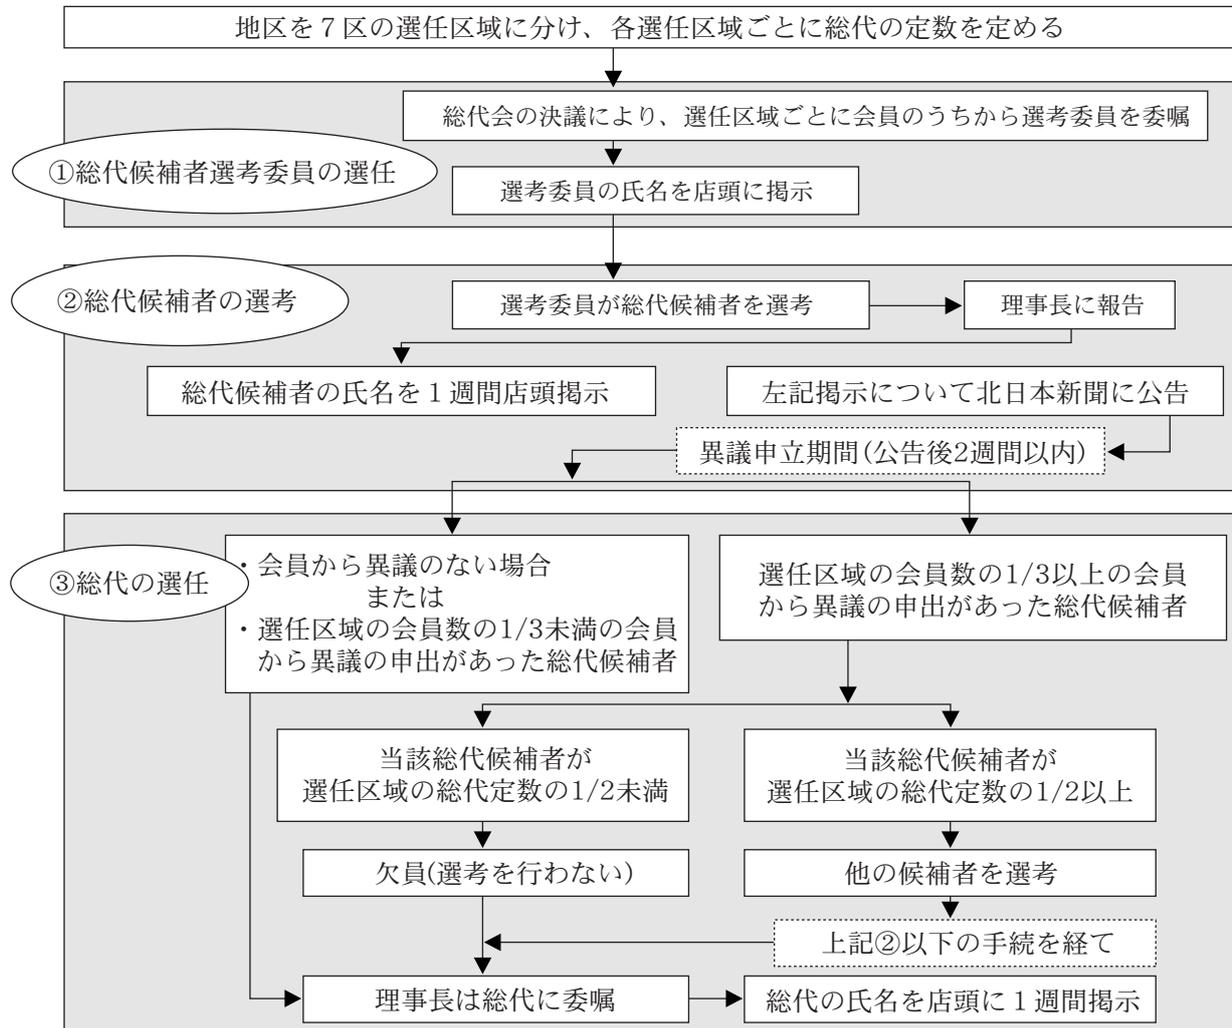 地区を7区の選任区域に分け、各選任区域ごとに総代の定数を定める
総代会の決議により、選任区域ごとに会員のうちから選考委員を委嘱
①総代候補者選考委員の選任
選考委員の氏名を店頭に掲示
②総代候補者の選考
選考委員が総代候補者を選考
理事長に報告
総代候補者の氏名を1週間店頭掲示
左記掲示について北日本新聞に公告
異議申立期間(公告後2週間以内)
③総代の選任
・会員から異議のない場合
または
・選任区域の会員数の1/3未満の会員
から異議の申出があった総代候補者
選任区域の会員数の1/3以上の会員
から異議の申出があった総代候補者
当該総代候補者が
選任区域の総代定数の1/2未満
当該総代候補者が
選任区域の総代定数の1/2以上
欠員(選考を行わない)
他の候補者を選考
上記②以下の手続を経て
理事長は総代に委嘱
総代の氏名を店頭に1週間掲示